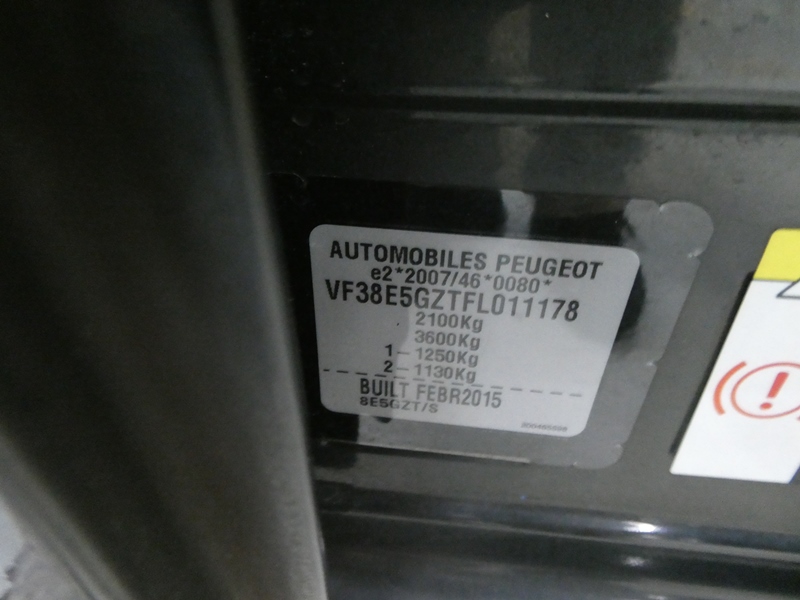 AUTOMOBILES PEUGEOT
e2*2007/46*0080*
VF38E5GZTFL011178
2100Kg
3600Kg
1 - 1250Kg
2 - 1130Kg
BUILT FEBR2015
8E5GZT/S